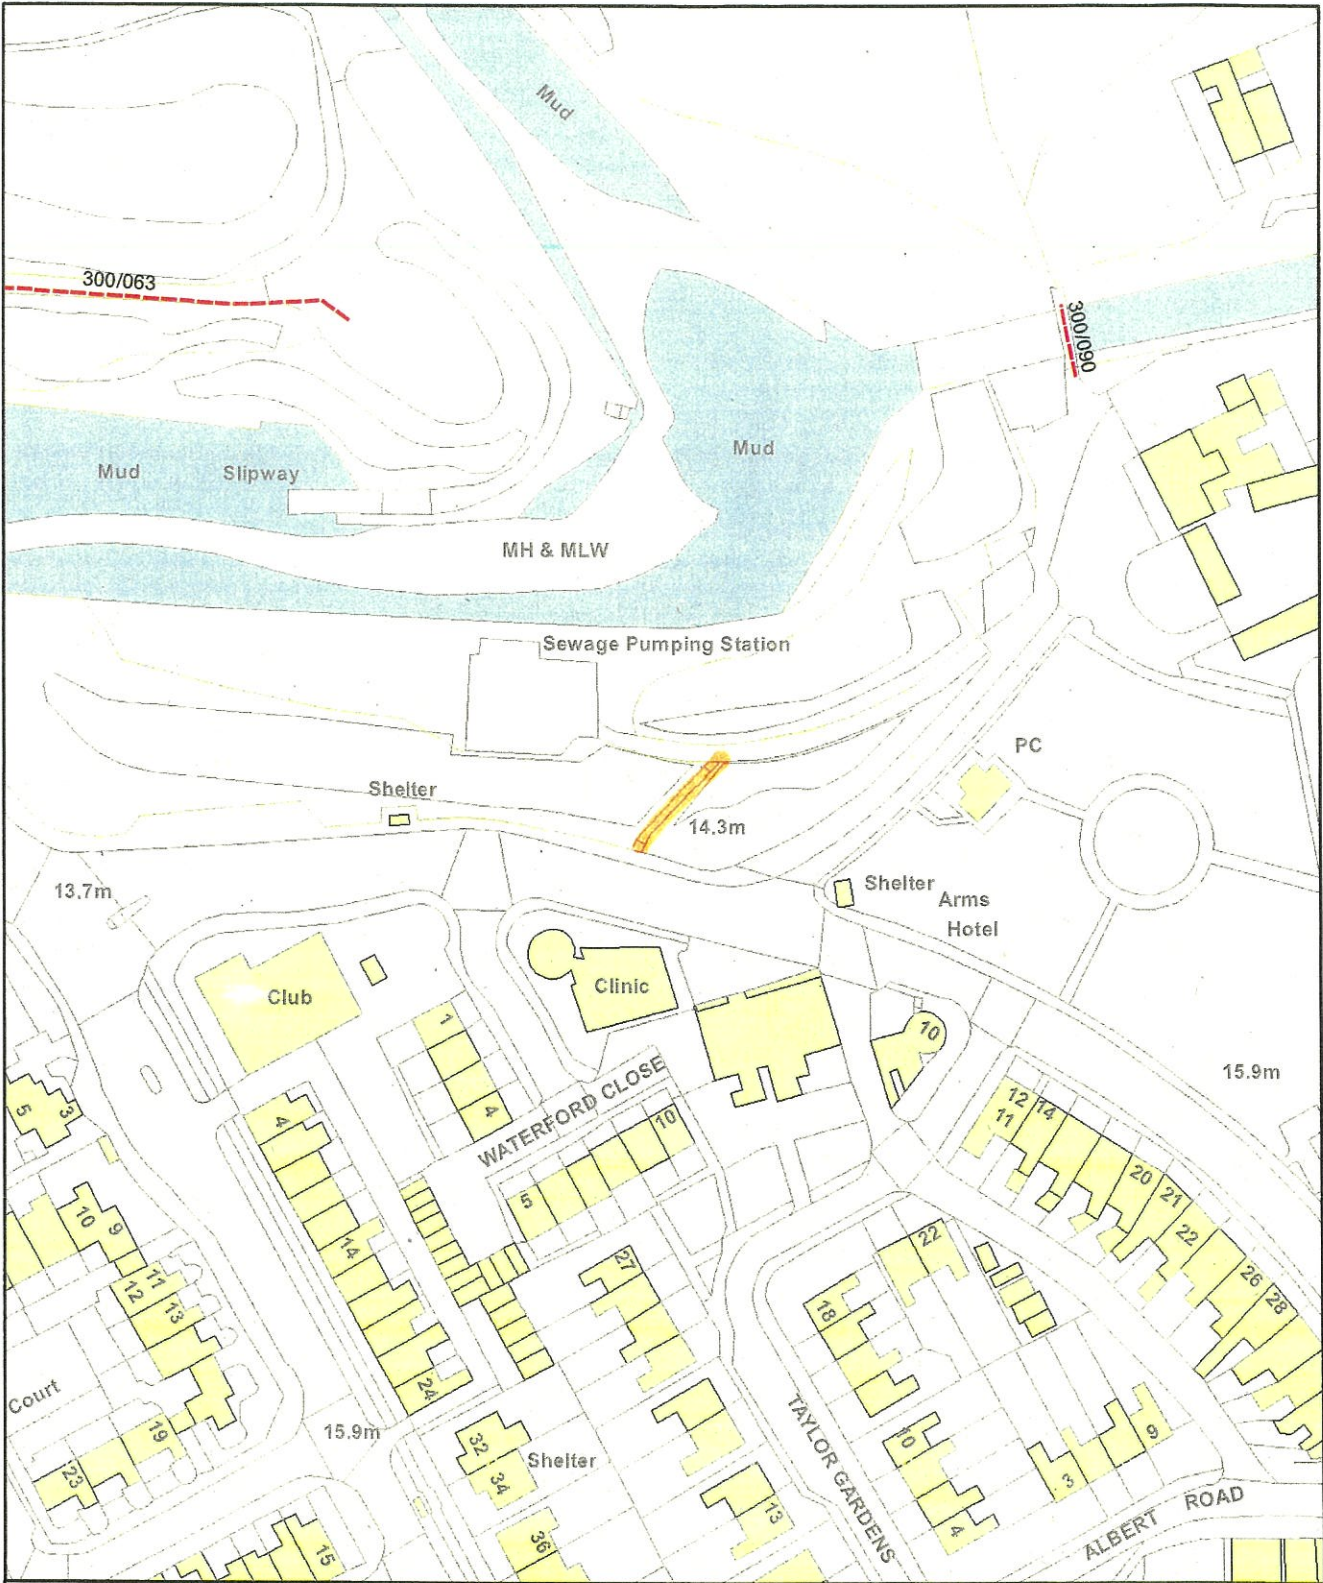 Mud
300/063
300/090
Mud
Slipway
Mud
MH & MLW
Sewage Pumping Station
PC
Shelter
14.3m
13.7m
Shelter
Arms
Hotel
Club
Clinic
1
10
4
WATERFORD CLOSE
15.9m
5
3
4
10
12
14
11
5
20
21
22
10
9
11
12
13
14
27
22
26
28
18
24
Court
15.9m
19
23
32
34
Shelter
36
15
13
TAYLOR GARDENS
10
4
3
9
ALBERT ROAD